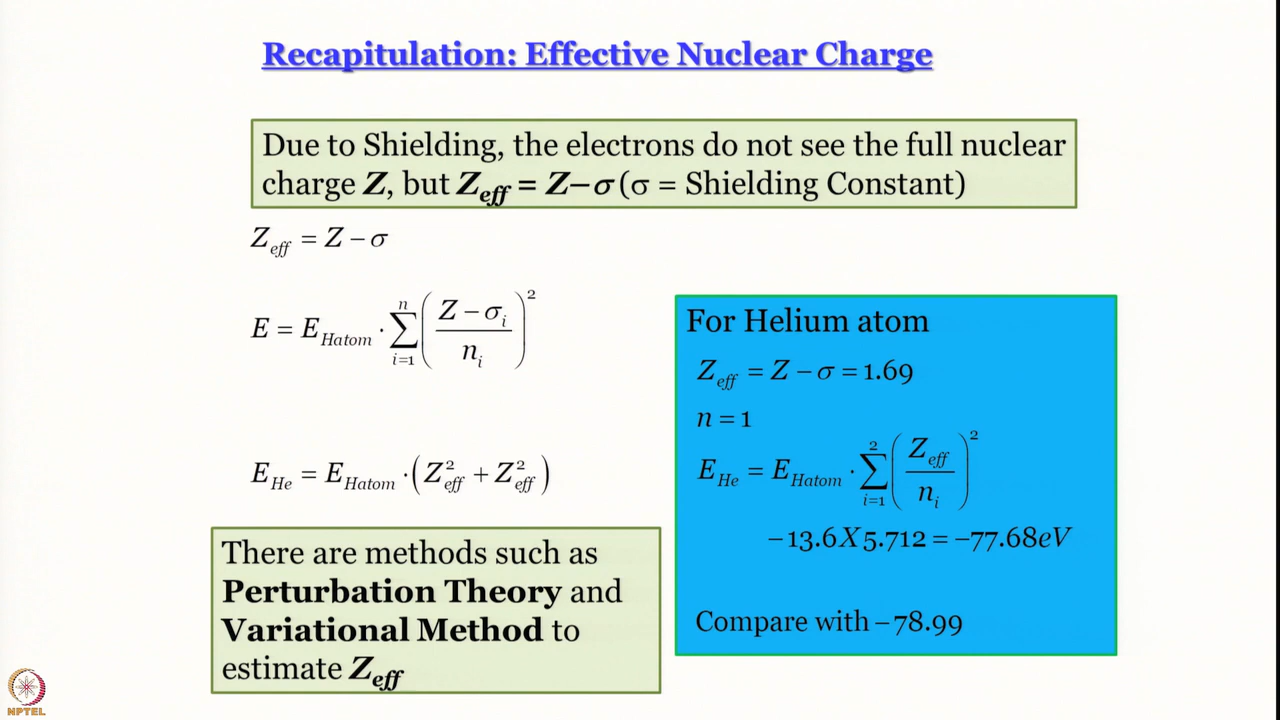 Recapitulation: Effective Nuclear Charge
Due to Shielding, the electrons do not see the full nuclear
charge Z, but Z_eff = Z−σ (σ = Shielding Constant)
Z_eff = Z − σ
E = E_Hatom · ∑_{i=1}^{n} ( (Z − σ_i) / n_i )^2
E_He = E_Hatom · (Z_eff^2 + Z_eff^2)
There are methods such as
Perturbation Theory and
Variational Method to
estimate Z_eff
For Helium atom
Z_eff = Z − σ = 1.69
n = 1
E_He = E_Hatom · ∑_{i=1}^{2} ( Z_eff / n_i )^2
−13.6X5.712 = −77.68eV
Compare with −78.99
NPTEL